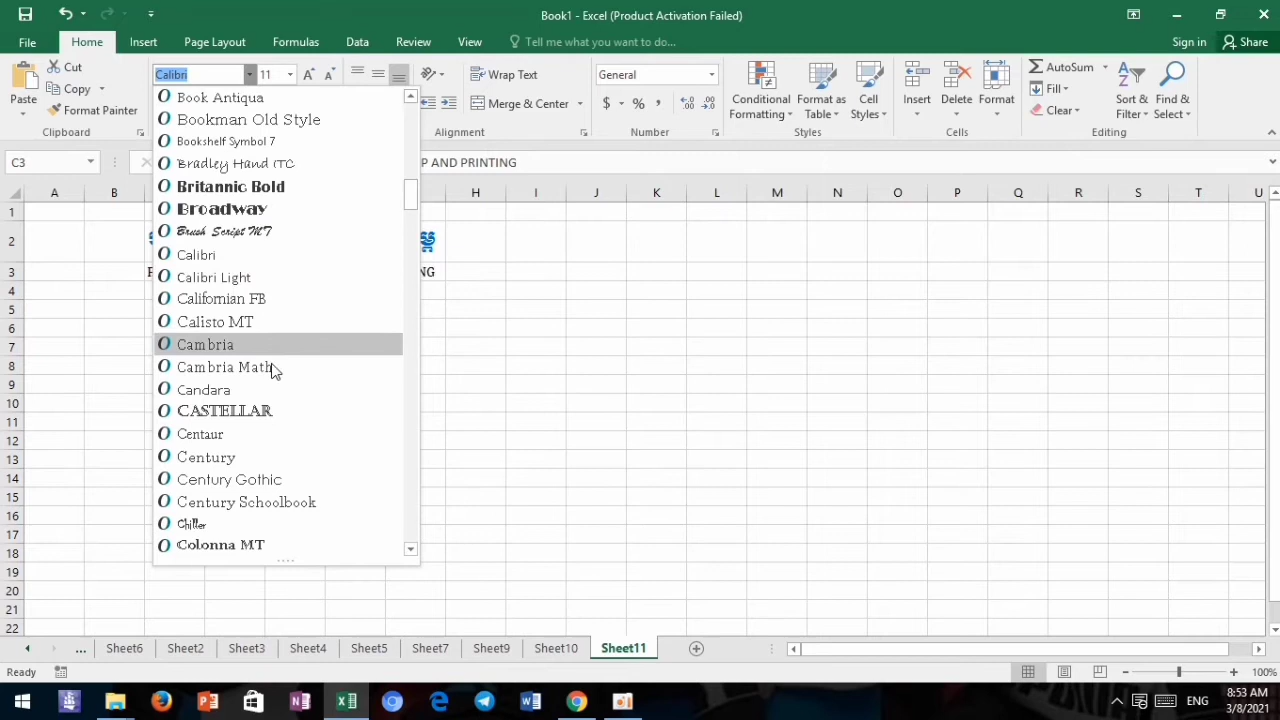 Book1 - Excel (Product Activation Failed)
File Home Insert Page Layout Formulas Data Review View Tell me what you want to do... Sign in Share
Cut
Copy
Format Painter
Paste
Clipboard
Calibri 11
Wrap Text
Merge & Center
Alignment
General
$ % .00
Number
Conditional Formatting
Format as Table
Cell Styles
Styles
Insert Delete Format
Cells
AutoSum
Fill
Clear
Sort & Filter
Find & Select
Editing
C3 P AND PRINTING
A B H I J K L M N O P Q R S T U
1
2
3
NG
4
5
6
7
8
9
10
11
12
13
14
15
16
17
18
19
20
21
22
Book Antiqua
Bookman Old Style
Bookshelf Symbol 7
Bradley Hand ITC
Britannic Bold
Broadway
Brush Script MT
Calibri
Calibri Light
Californian FB
Calisto MT
Cambria
Cambria Math
Candara
CASTELLAR
Centaur
Century
Century Gothic
Century Schoolbook
Chiller
Colonna MT
... Sheet6 Sheet2 Sheet3 Sheet4 Sheet5 Sheet7 Sheet9 Sheet10 Sheet11
Ready 100%
ENG
8:53 AM
3/8/2021